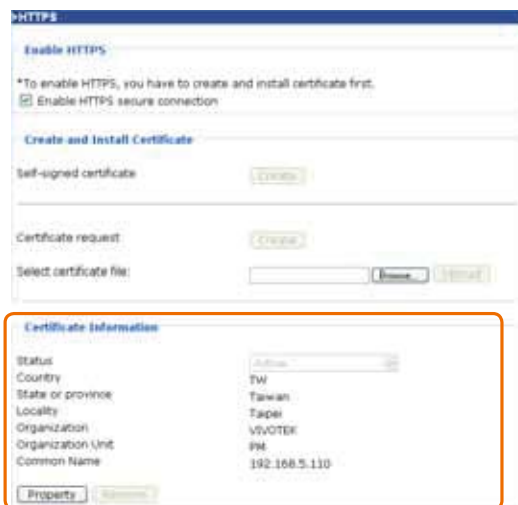 >HTTPS
Enable HTTPS
*To enable HTTPS, you have to create and install certificate first.
Enable HTTPS secure connection
Create and Install Certificate
Self-signed certificate Create
Certificate request Create
Select certificate file: Browse... Upload
Certificate Information
Status Active
Country TW
State or province Taiwan
Locality Taipei
Organization VIVOTEK
Organization Unit PM
Common Name 192.168.5.110
Property Remove